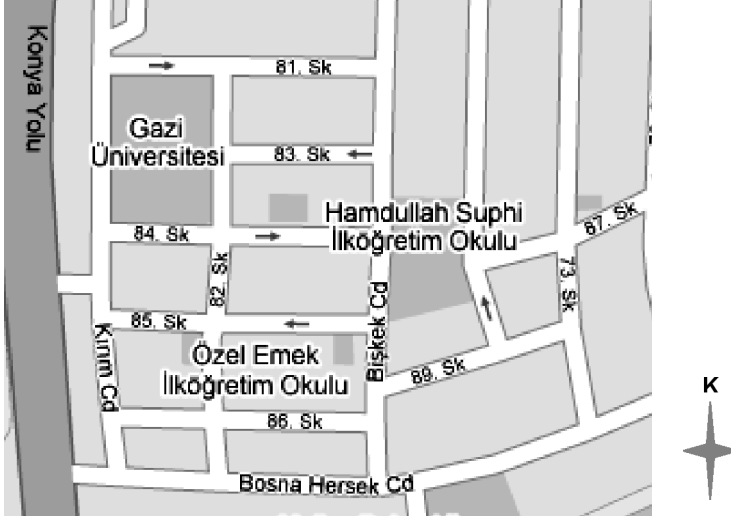 Konya Yolu
81. Sk
Gazi
Üniversitesi
83. Sk
Hamdullah Suphi
İlköğretim Okulu
87. Sk
84. Sk
82. Sk
73. Sk
85. Sk
Kırım Cd
Bişkek Cd
Özel Emek
İlköğretim Okulu
89. Sk
86. Sk
Bosna Hersek Cd
K